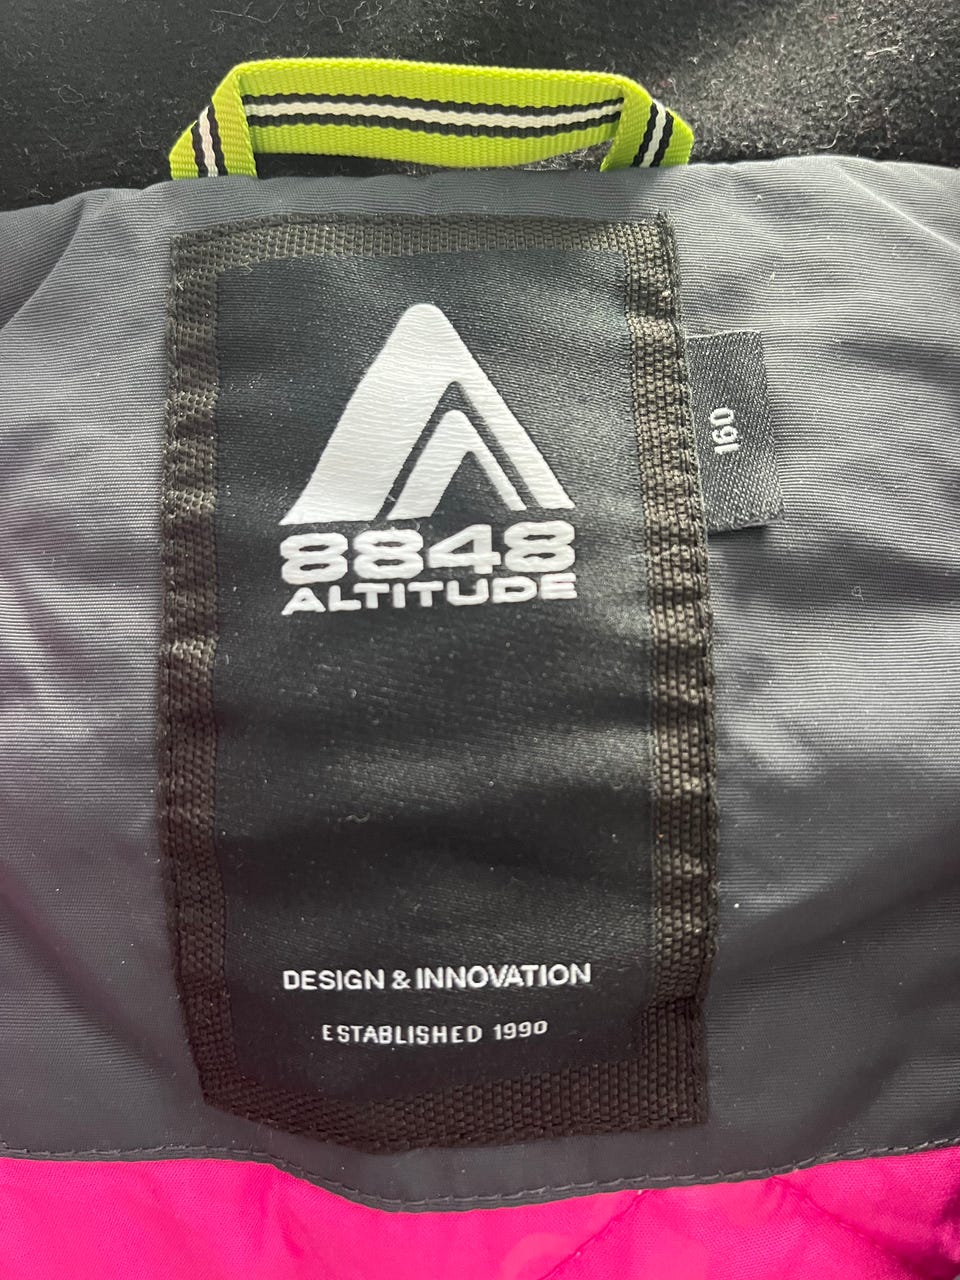 8848
ALTITUDE
160
DESIGN & INNOVATION
ESTABLISHED 1990